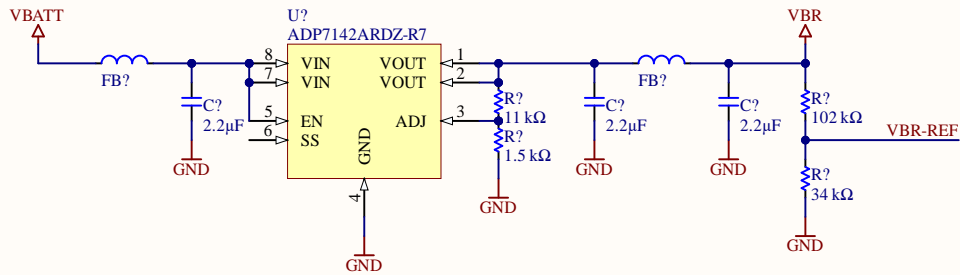 VBATT
U?
ADP7142ARDZ-R7
VBR
FB?
8
VIN
VOUT
1
FB?
7
VIN
VOUT
2
C?
2.2µF
R?
11 kΩ
C?
2.2µF
C?
2.2µF
R?
102 kΩ
5
EN
ADJ
3
6
SS
GND
R?
1.5 kΩ
VBR-REF
GND
GND
GND
R?
34 kΩ
4
GND
GND
GND